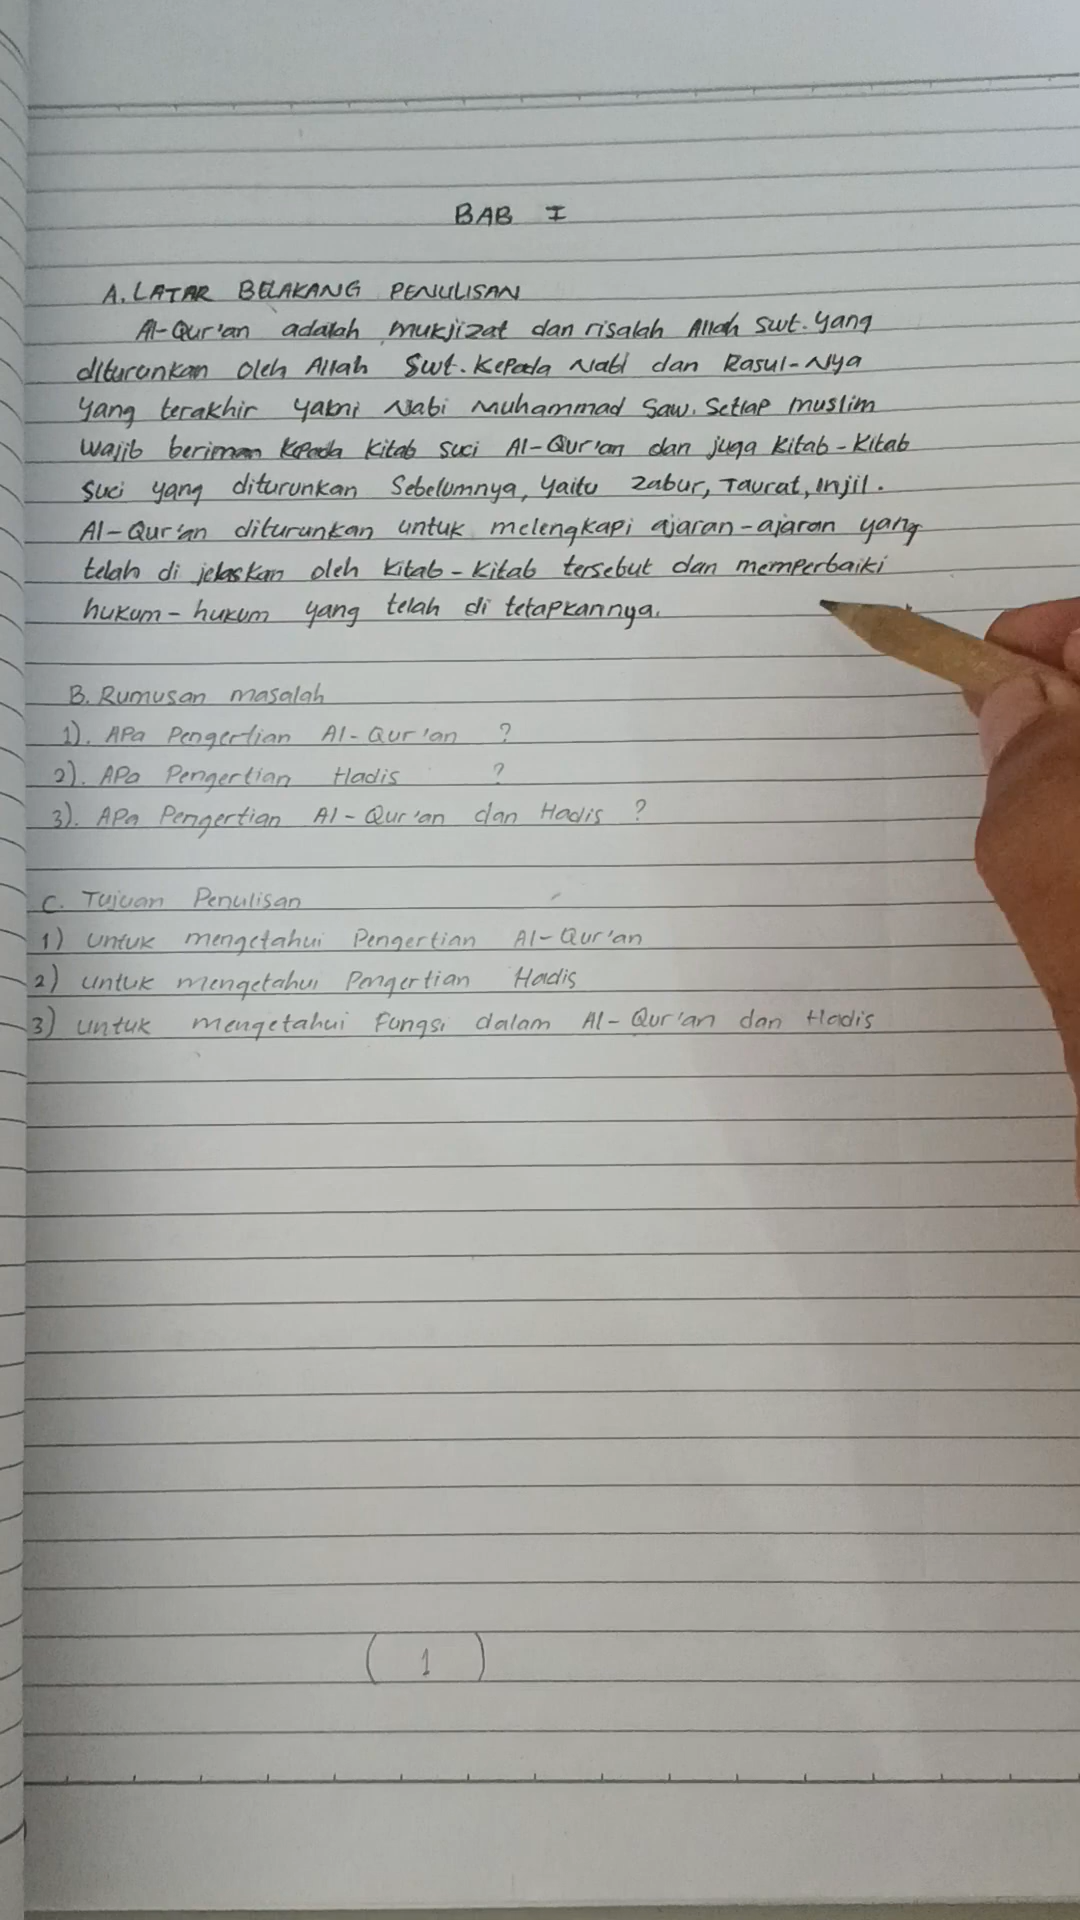 BAB I
A. LATAR BELAKANG PENULISAN
Al-Qur'an adalah mukjizat dan risalah Allah swt. yang
diturunkan oleh Allah Swt. Kepada Nabi dan Rasul-Nya
yang terakhir yakni Nabi Muhammad Saw. Setiap muslim
wajib beriman kepada Kitab suci Al-Qur'an dan juga Kitab-Kitab
suci yang diturunkan Sebelumnya, yaitu Zabur, Taurat, Injil.
Al-Qur'an diturunkan untuk melengkapi ajaran-ajaran yang
telah di jelaskan oleh Kitab-Kitab tersebut dan memperbaiki
hukum-hukum yang telah di tetapkannya.
B. Rumusan masalah
1). Apa Pengertian Al-Qur'an ?
2). Apa Pengertian Hadis ?
3). Apa Pengertian Al-Qur'an dan Hadis ?
C. Tujuan Penulisan
1) untuk mengetahui Pengertian Al-Qur'an
2) untuk mengetahui Pengertian Hadis
3) untuk mengetahui Fungsi dalam Al-Qur'an dan Hadis
( 1 )